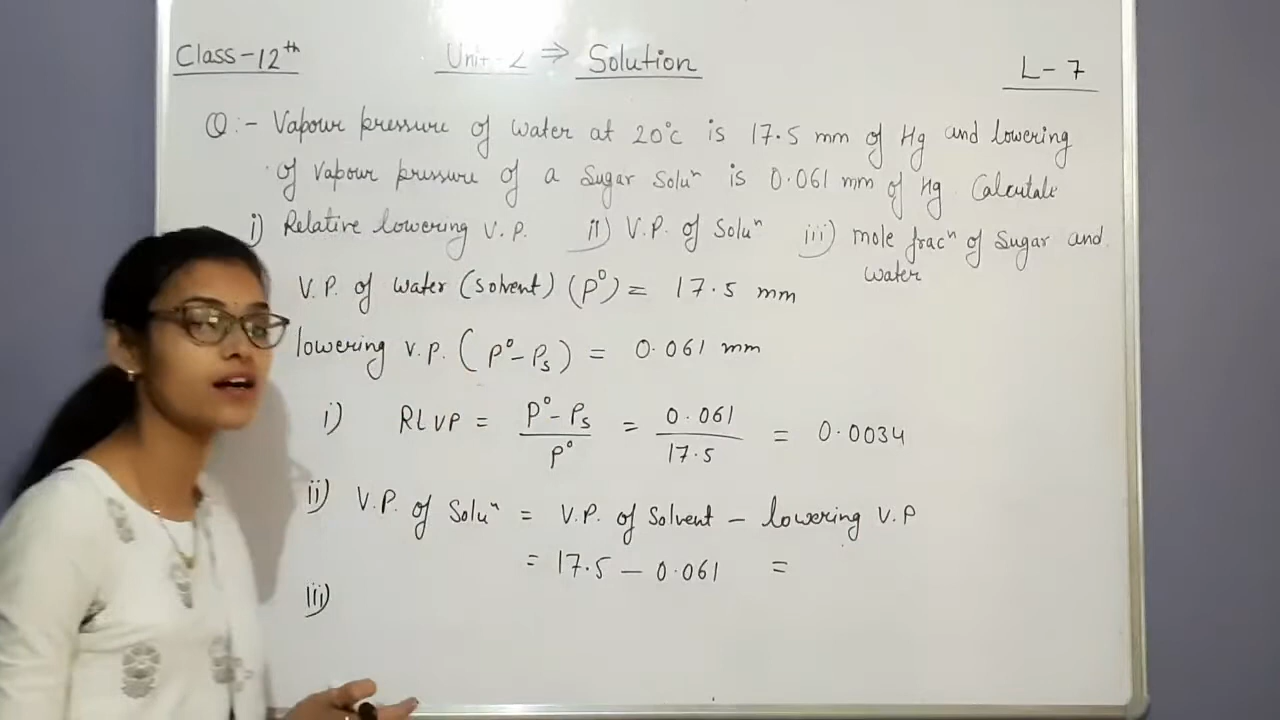 Class-12th
Unit-2 ⇒ Solution
L-7
Q:- Vapour pressure of water at 20°c is 17.5 mm of Hg and lowering
of vapour pressure of a sugar Soluⁿ is 0.061 mm of Hg. Calculate
i) Relative lowering V.P. ii) V.P. of Soluⁿ iii) mole fracⁿ of Sugar and
water
V.P. of water (solvent) (P°) = 17.5 mm
lowering v.p. (P°-Ps) = 0.061 mm
i) RLVP = P°-Ps / P° = 0.061 / 17.5 = 0.0034
ii) V.P. of Soluⁿ = V.P. of Solvent - lowering V.P
= 17.5 - 0.061 =
iii)